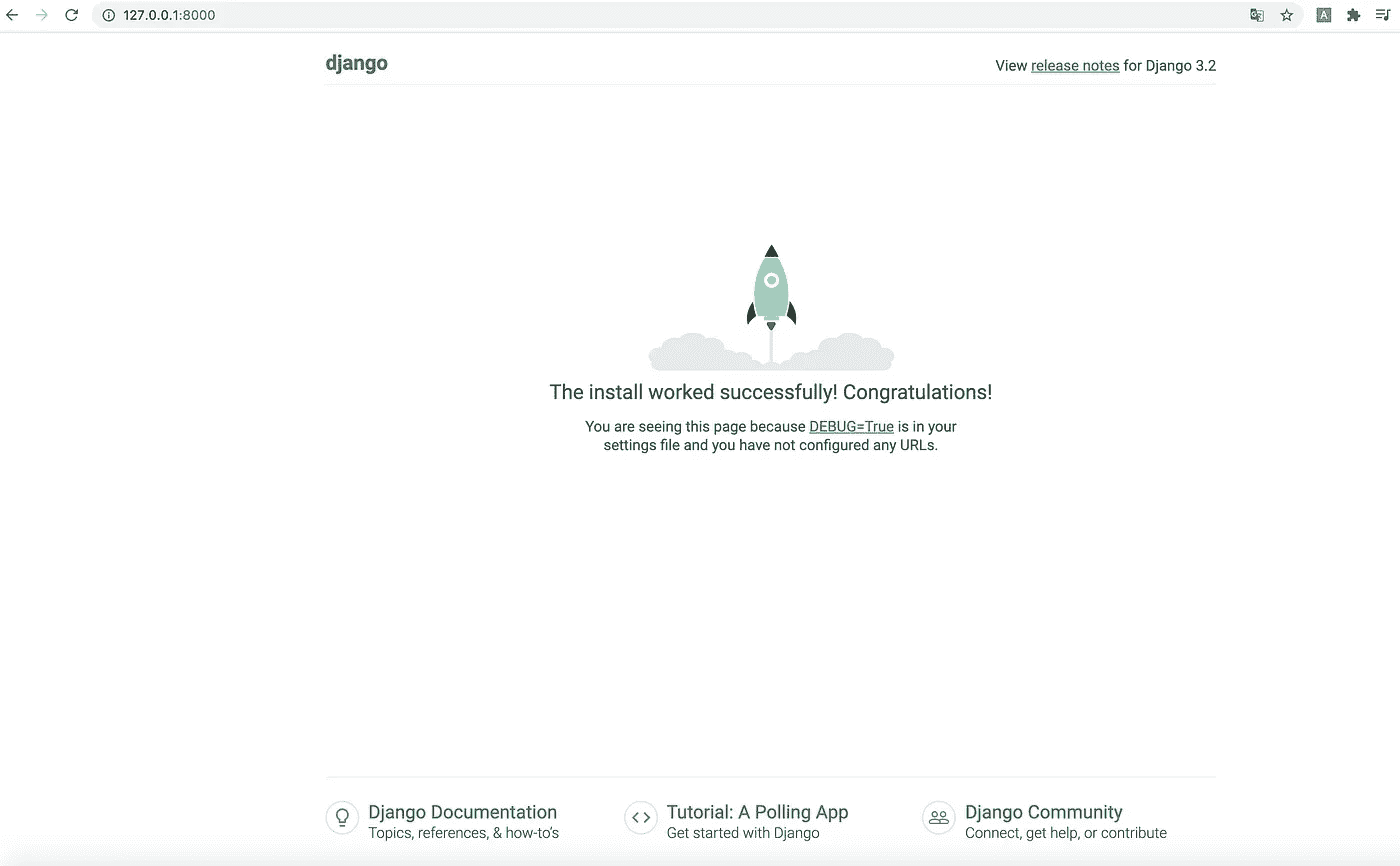 127.0.0.1:8000
django
View release notes for Django 3.2
The install worked successfully! Congratulations!
You are seeing this page because DEBUG=True is in your
settings file and you have not configured any URLs.
Django Documentation
Topics, references, & how-to's
Tutorial: A Polling App
Get started with Django
Django Community
Connect, get help, or contribute